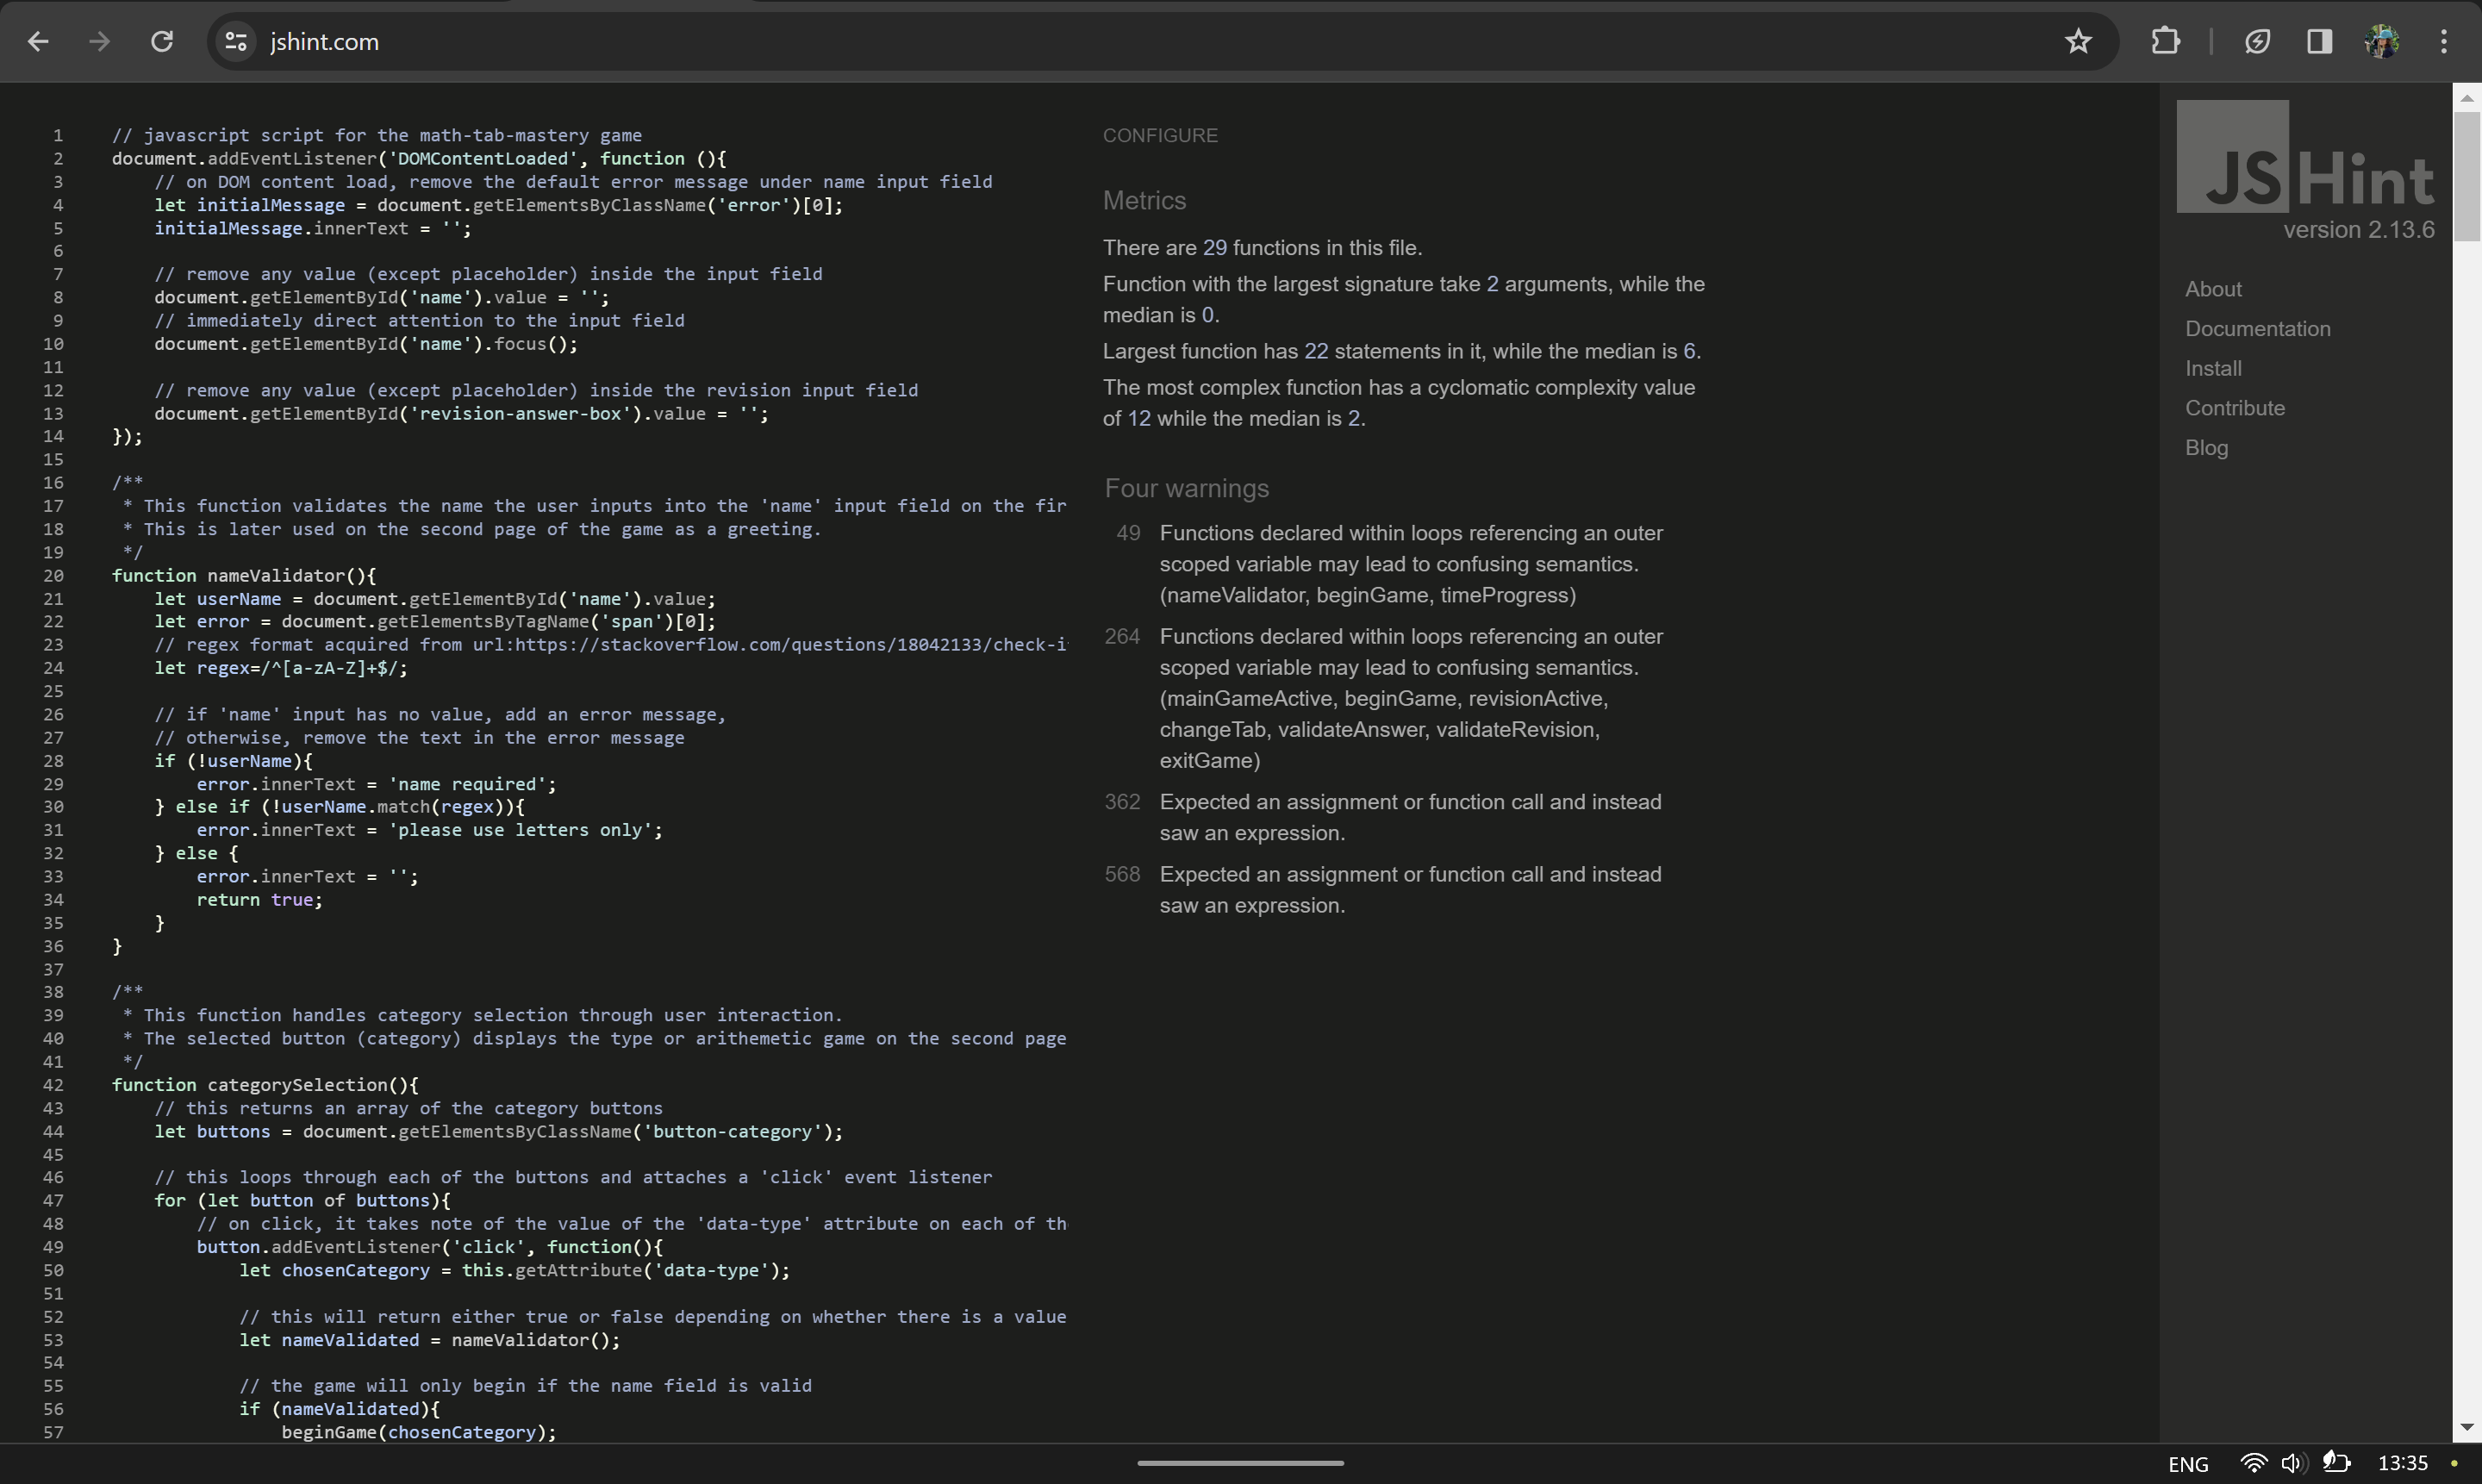 jshint.com
1 // javascript script for the math-tab-mastery game
2 document.addEventListener('DOMContentLoaded', function (){
3 // on DOM content load, remove the default error message under name input field
4 let initialMessage = document.getElementsByClassName('error')[0];
5 initialMessage.innerText = '';
6
7 // remove any value (except placeholder) inside the input field
8 document.getElementById('name').value = '';
9 // immediately direct attention to the input field
10 document.getElementById('name').focus();
11
12 // remove any value (except placeholder) inside the revision input field
13 document.getElementById('revision-answer-box').value = '';
14 });
15
16 /**
17 * This function validates the name the user inputs into the 'name' input field on the fir
18 * This is later used on the second page of the game as a greeting.
19 */
20 function nameValidator(){
21 let userName = document.getElementById('name').value;
22 let error = document.getElementsByTagName('span')[0];
23 // regex format acquired from url:https://stackoverflow.com/questions/18042133/check-i
24 let regex=/^[a-zA-Z]+$/;
25
26 // if 'name' input has no value, add an error message,
27 // otherwise, remove the text in the error message
28 if (!userName){
29 error.innerText = 'name required';
30 } else if (!userName.match(regex)){
31 error.innerText = 'please use letters only';
32 } else {
33 error.innerText = '';
34 return true;
35 }
36 }
37
38 /**
39 * This function handles category selection through user interaction.
40 * The selected button (category) displays the type or arithemetic game on the second page
41 */
42 function categorySelection(){
43 // this returns an array of the category buttons
44 let buttons = document.getElementsByClassName('button-category');
45
46 // this loops through each of the buttons and attaches a 'click' event listener
47 for (let button of buttons){
48 // on click, it takes note of the value of the 'data-type' attribute on each of th
49 button.addEventListener('click', function(){
50 let chosenCategory = this.getAttribute('data-type');
51
52 // this will return either true or false depending on whether there is a value
53 let nameValidated = nameValidator();
54
55 // the game will only begin if the name field is valid
56 if (nameValidated){
57 beginGame(chosenCategory);
CONFIGURE
Metrics
There are 29 functions in this file.
Function with the largest signature take 2 arguments, while the
median is 0.
Largest function has 22 statements in it, while the median is 6.
The most complex function has a cyclomatic complexity value
of 12 while the median is 2.
Four warnings
49 Functions declared within loops referencing an outer
scoped variable may lead to confusing semantics.
(nameValidator, beginGame, timeProgress)
264 Functions declared within loops referencing an outer
scoped variable may lead to confusing semantics.
(mainGameActive, beginGame, revisionActive,
changeTab, validateAnswer, validateRevision,
exitGame)
362 Expected an assignment or function call and instead
saw an expression.
568 Expected an assignment or function call and instead
saw an expression.
JSHint
version 2.13.6
About
Documentation
Install
Contribute
Blog
ENG 13:35